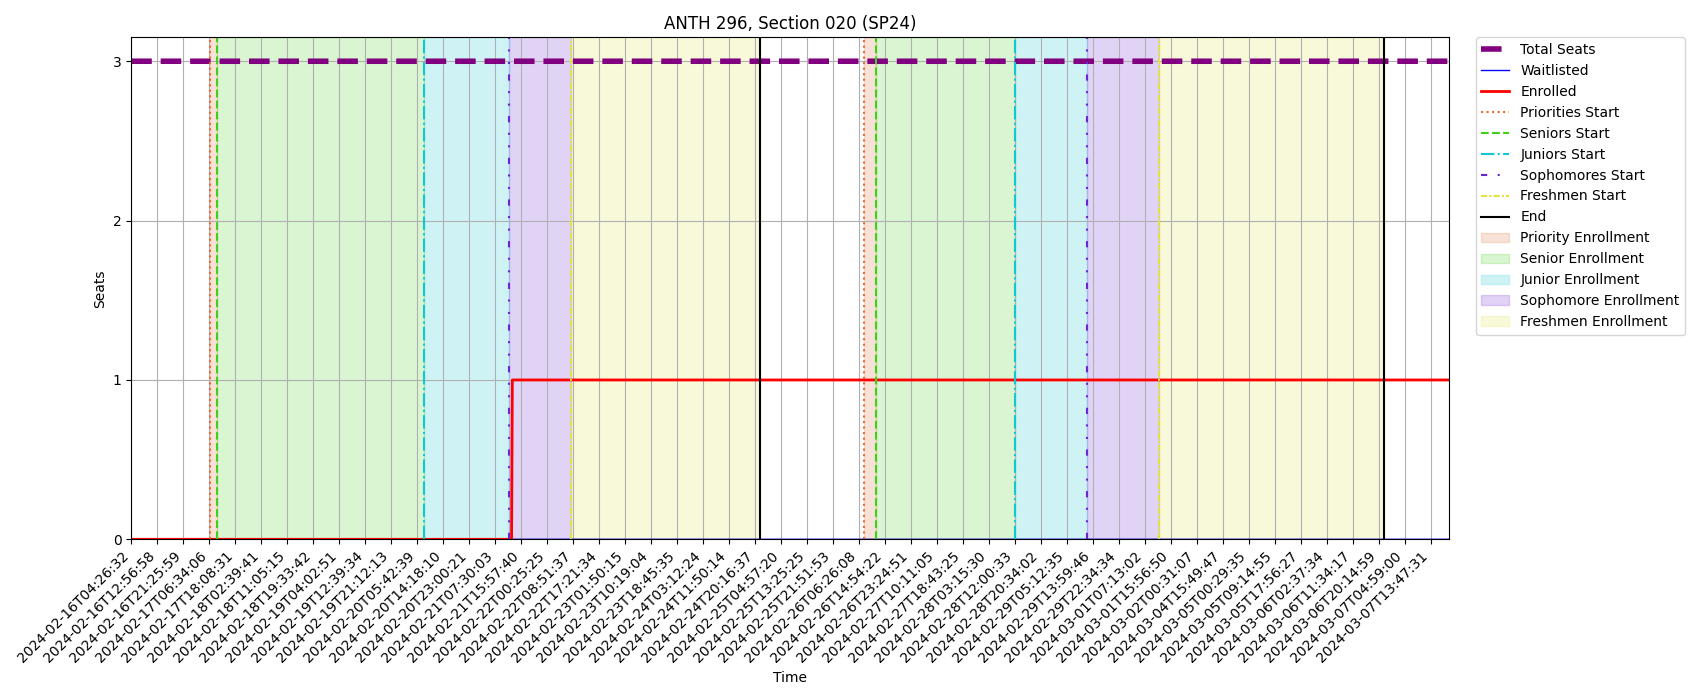 ANTH 296, Section 020 (SP24)
3
2
1
0
Seats
2024-02-16T04:26:32
2024-02-16T12:56:58
2024-02-16T21:25:59
2024-02-17T06:34:06
2024-02-17T18:08:31
2024-02-18T02:39:41
2024-02-18T11:05:15
2024-02-18T19:33:42
2024-02-19T04:02:51
2024-02-19T12:39:34
2024-02-19T21:12:13
2024-02-20T05:42:39
2024-02-20T14:18:10
2024-02-20T23:00:21
2024-02-21T07:30:03
2024-02-21T15:57:40
2024-02-22T00:25:25
2024-02-22T08:51:37
2024-02-22T17:21:34
2024-02-23T01:50:15
2024-02-23T10:19:04
2024-02-23T18:45:35
2024-02-24T03:12:24
2024-02-24T11:50:14
2024-02-24T20:16:37
2024-02-25T04:57:20
2024-02-25T13:25:25
2024-02-25T21:51:53
2024-02-26T06:26:08
2024-02-26T14:54:22
2024-02-26T23:24:51
2024-02-27T10:11:05
2024-02-27T18:43:25
2024-02-28T03:15:30
2024-02-28T12:00:33
2024-02-28T20:34:02
2024-02-29T05:12:35
2024-02-29T13:59:46
2024-02-29T22:34:34
2024-03-01T07:13:02
2024-03-01T15:56:50
2024-03-02T00:31:07
2024-03-04T15:49:47
2024-03-05T00:29:35
2024-03-05T09:14:55
2024-03-05T17:56:27
2024-03-06T02:37:34
2024-03-06T11:34:17
2024-03-06T20:14:59
2024-03-07T04:59:00
2024-03-07T13:47:31
Time
Total Seats
Waitlisted
Enrolled
Priorities Start
Seniors Start
Juniors Start
Sophomores Start
Freshmen Start
End
Priority Enrollment
Senior Enrollment
Junior Enrollment
Sophomore Enrollment
Freshmen Enrollment